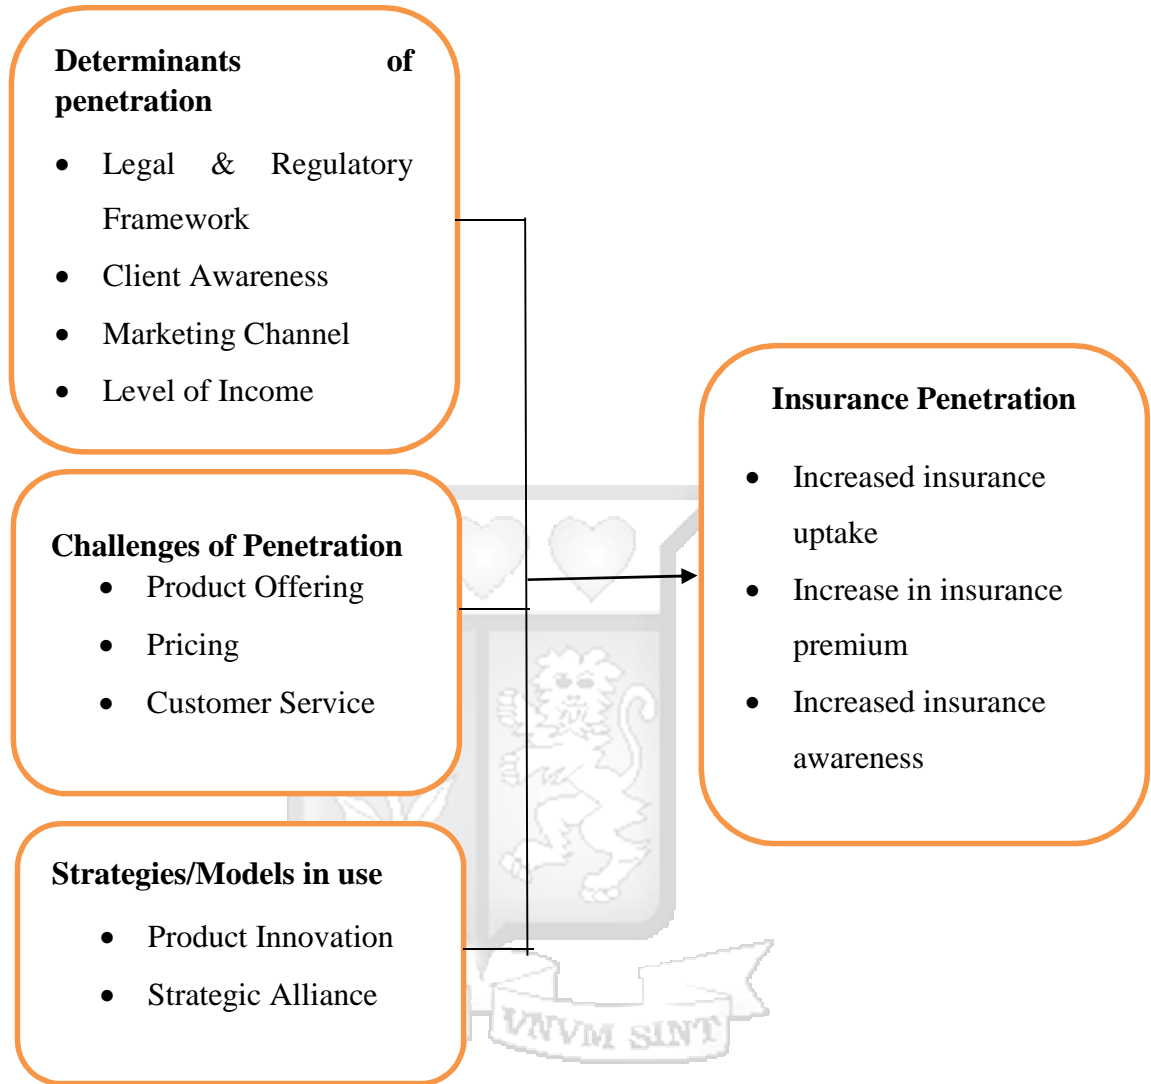 Determinants of
penetration
• Legal & Regulatory
Framework
• Client Awareness
• Marketing Channel
• Level of Income
Challenges of Penetration
• Product Offering
• Pricing
• Customer Service
Strategies/Models in use
• Product Innovation
• Strategic Alliance
Insurance Penetration
• Increased insurance
uptake
• Increase in insurance
premium
• Increased insurance
awareness
VNVM SINT